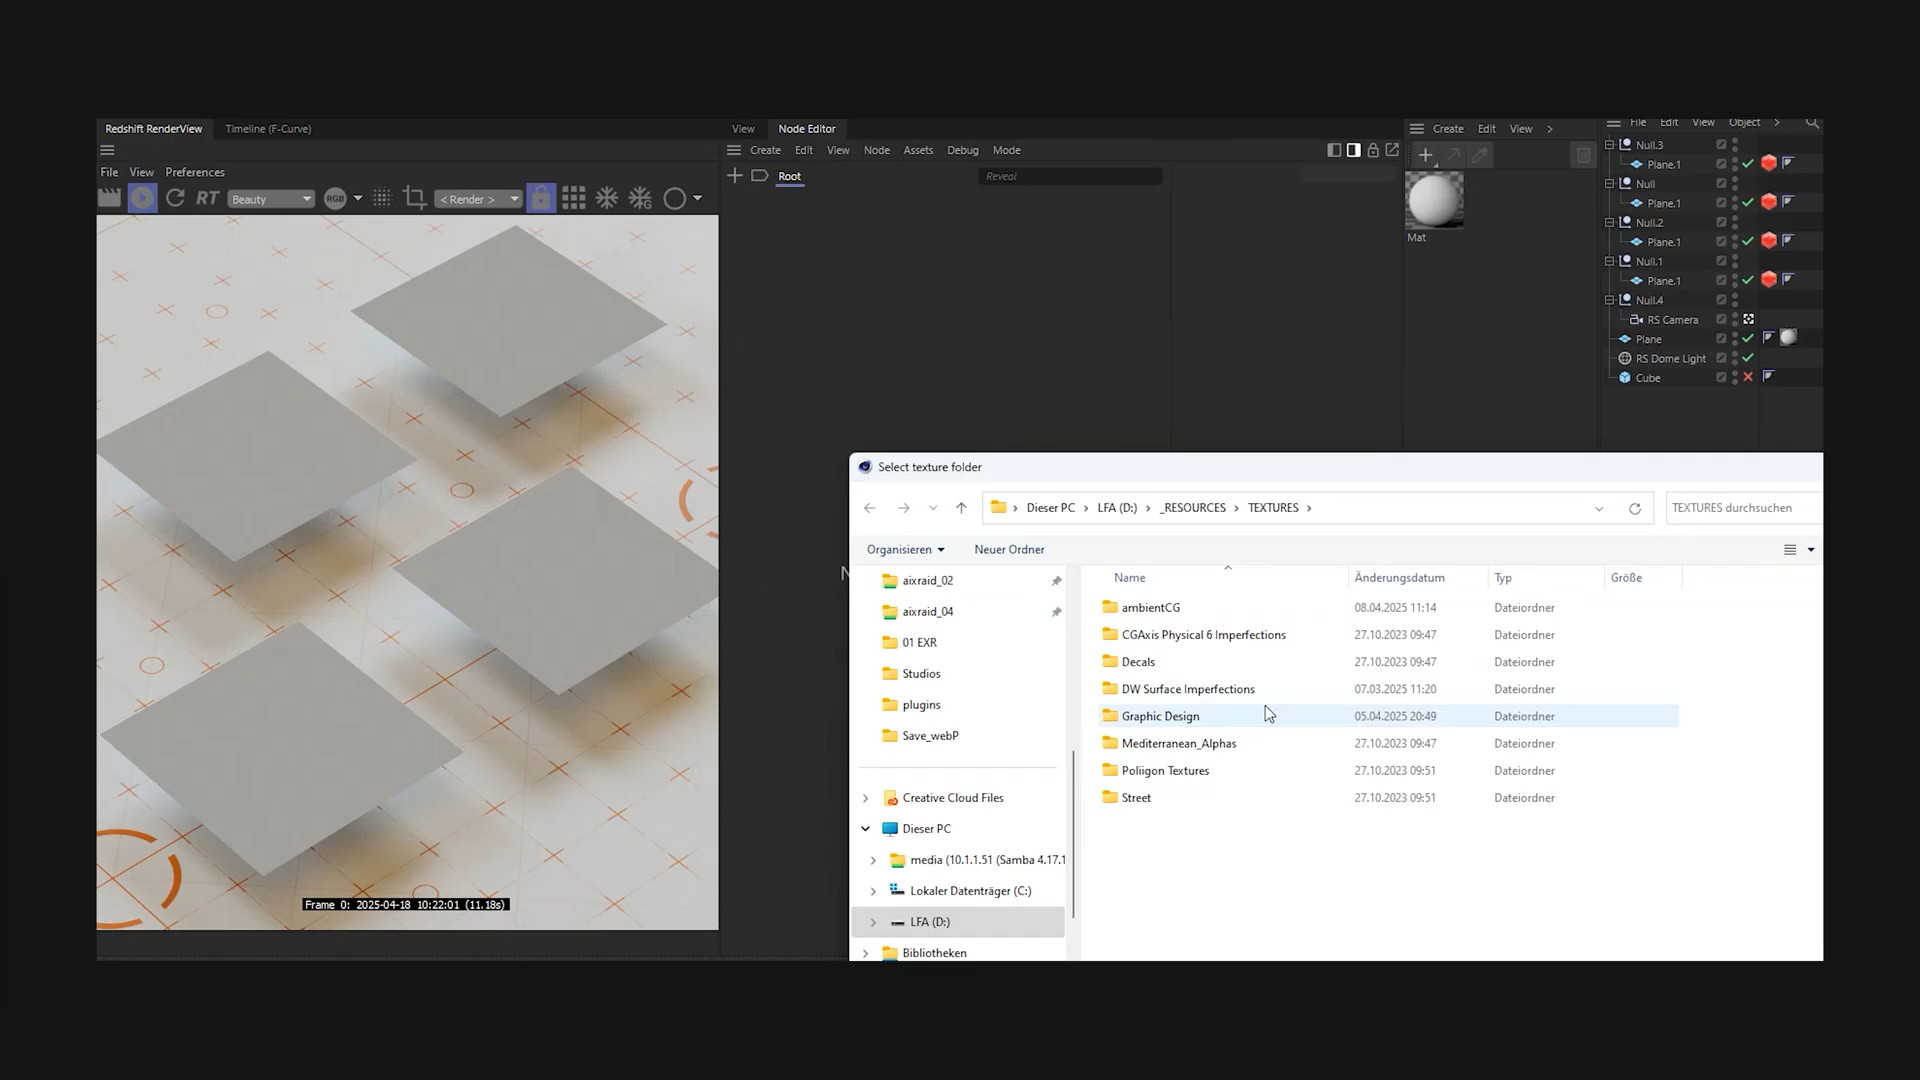 Redshift RenderView
Timeline (F-Curve)
File View Preferences
RT Beauty RGB < Render >
Frame 0: 2025-04-18 10:22:01 (11.18s)
View Node Editor
Create Edit View Node Assets Debug Mode
Root
Reveal
Create Edit View
Mat
File Edit View Object
Null.3
Plane.1
Null
Plane.1
Null.2
Plane.1
Null.1
Plane.1
Null.4
RS Camera
Plane
RS Dome Light
Cube
Select texture folder
Dieser PC LFA (D:) _RESOURCES TEXTURES
TEXTURES durchsuchen
Organisieren Neuer Ordner
aixraid_02
aixraid_04
01 EXR
Studios
plugins
Save_webP
Creative Cloud Files
Dieser PC
media (10.1.1.51 (Samba 4.17.1
Lokaler Datenträger (C:)
LFA (D:)
Bibliotheken
Name Änderungsdatum Typ Größe
ambientCG 08.04.2025 11:14 Dateiordner
CGAxis Physical 6 Imperfections 27.10.2023 09:47 Dateiordner
Decals 27.10.2023 09:47 Dateiordner
DW Surface Imperfections 07.03.2025 11:20 Dateiordner
Graphic Design 05.04.2025 20:49 Dateiordner
Mediterranean_Alphas 27.10.2023 09:47 Dateiordner
Poliigon Textures 27.10.2023 09:51 Dateiordner
Street 27.10.2023 09:51 Dateiordner